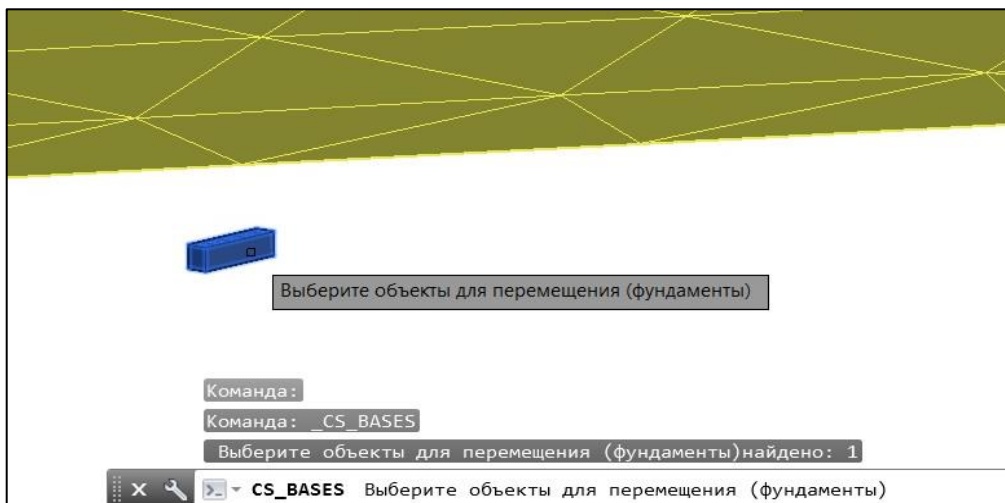 Выберите объекты для перемещения (фундаменты)
Команда:
Команда: _CS_BASES
Выберите объекты для перемещения (фундаменты)найдено: 1
CS_BASES Выберите объекты для перемещения (фундаменты)